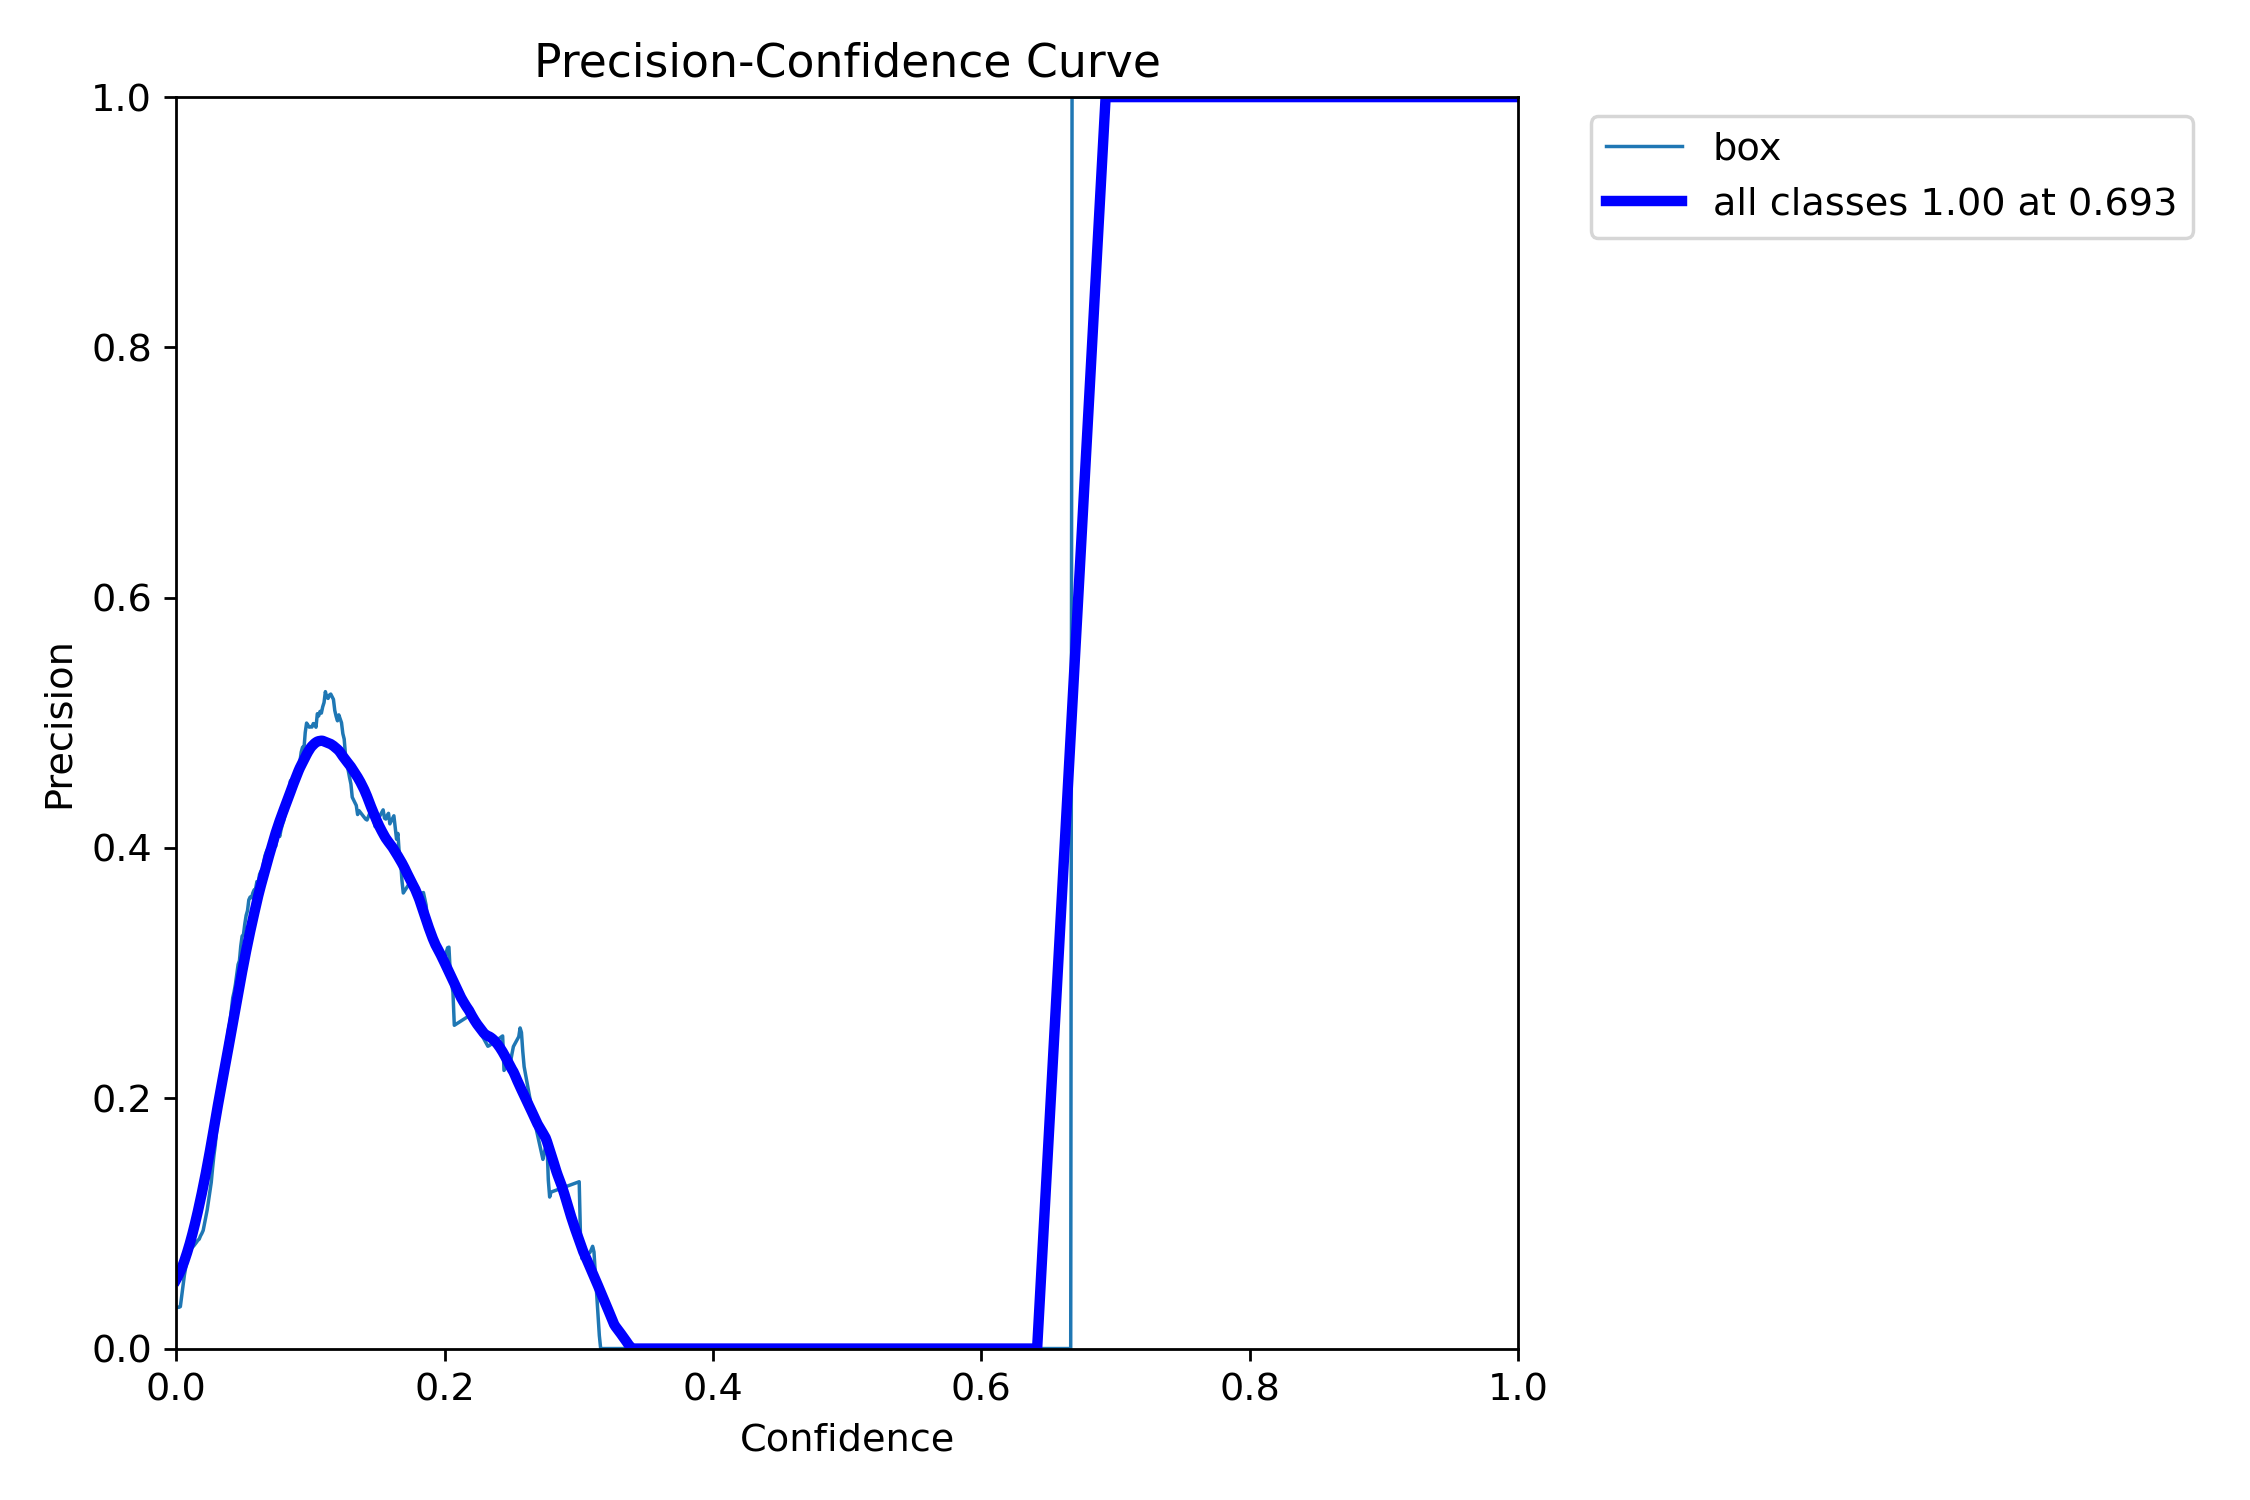 Precision-Confidence Curve
1.0
0.8
0.6
0.4
0.2
0.0
Precision
0.0 0.2 0.4 0.6 0.8 1.0
Confidence
box
all classes 1.00 at 0.693